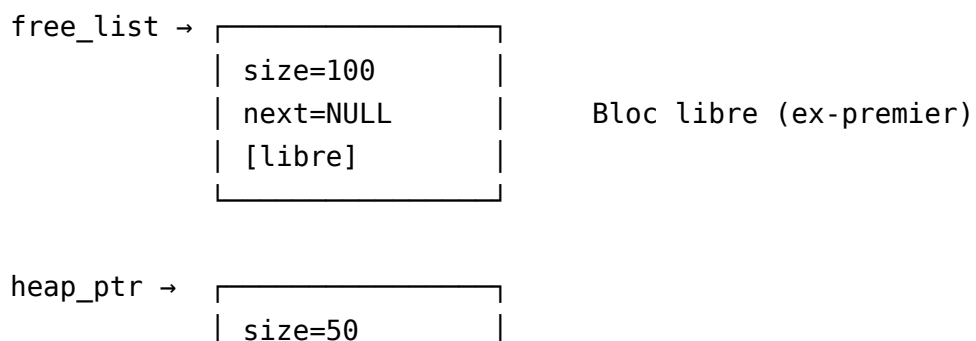 free_list → ┌─────────────────┐
│ size=100 │
│ next=NULL │ Bloc libre (ex-premier)
│ [libre] │
└─────────────────┘
heap_ptr → ┌─────────────────┐
│ size=50 │